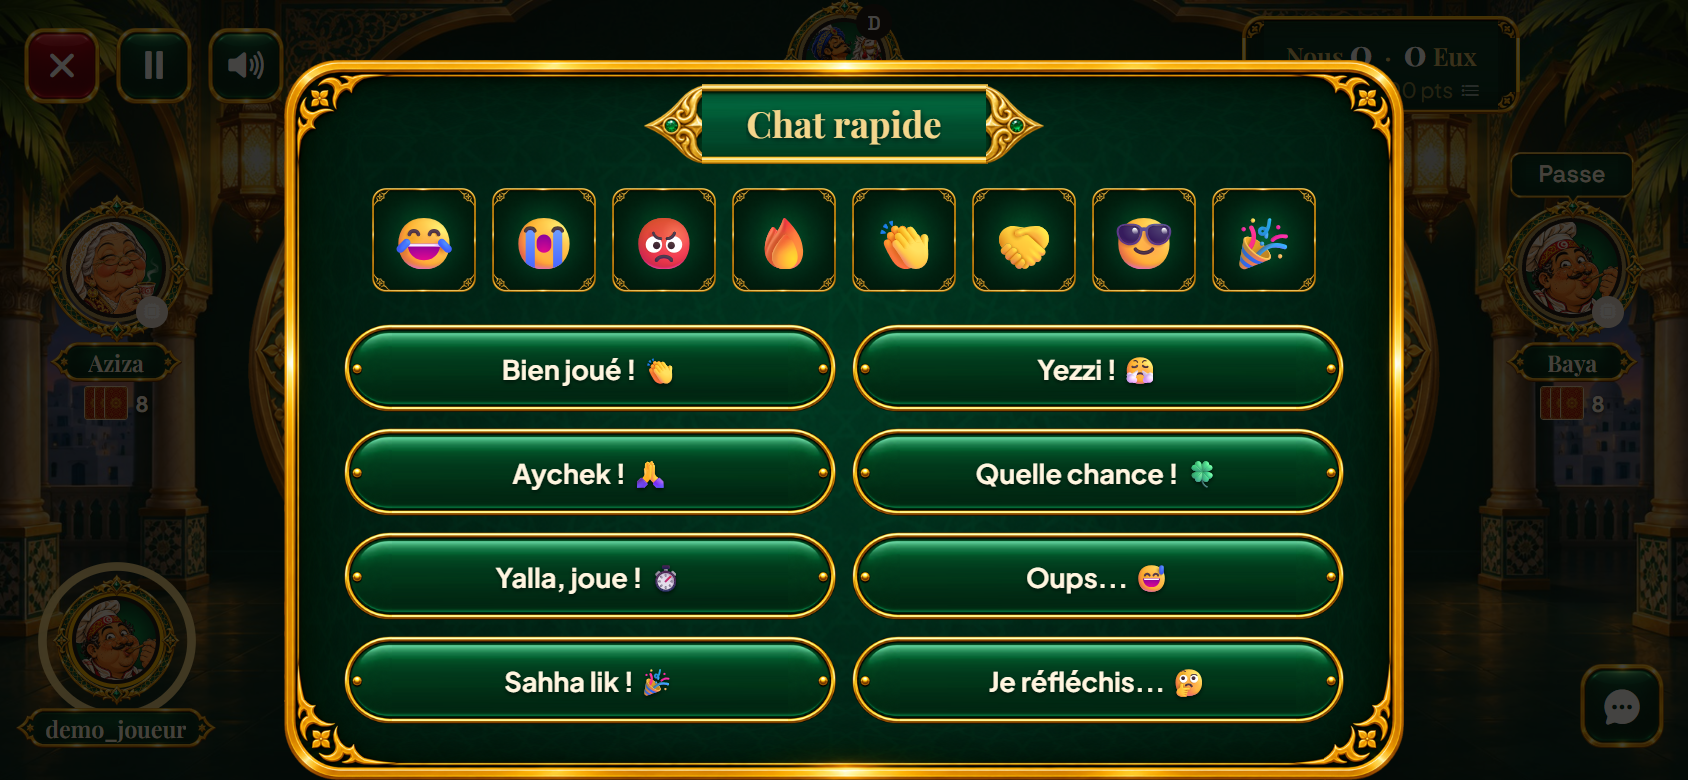 D
Nous 0 · 0 Eux
0 pts
Chat rapide
Passe
Bien joué ! 👏
Yezzi ! 😤
Aziza
8
Baya
8
Aychek ! 🙏
Quelle chance ! 🍀
Yalla, joue ! ⏱️
Oups... 😅
Sahha lik ! 🎉
Je réfléchis... 🤔
demo_joueur